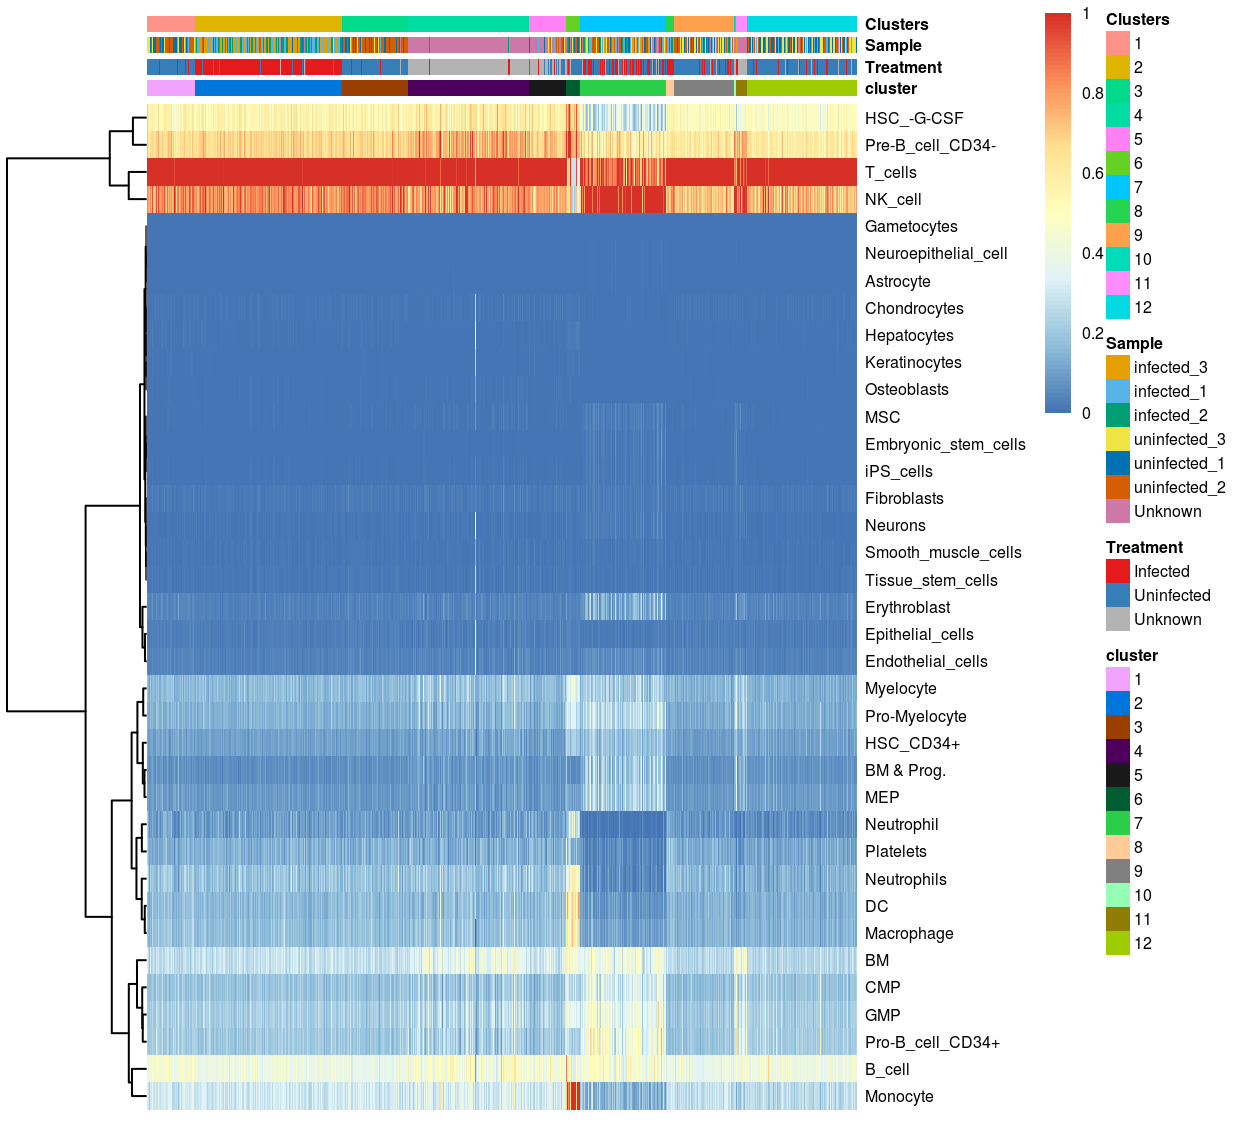 Clusters
Sample
Treatment
cluster
HSC_-G-CSF
Pre-B_cell_CD34-
T_cells
NK_cell
Gametocytes
Neuroepithelial_cell
Astrocyte
Chondrocytes
Hepatocytes
Keratinocytes
Osteoblasts
MSC
Embryonic_stem_cells
iPS_cells
Fibroblasts
Neurons
Smooth_muscle_cells
Tissue_stem_cells
Erythroblast
Epithelial_cells
Endothelial_cells
Myelocyte
Pro-Myelocyte
HSC_CD34+
BM & Prog.
MEP
Neutrophil
Platelets
Neutrophils
DC
Macrophage
BM
CMP
GMP
Pro-B_cell_CD34+
B_cell
Monocyte
1
0.8
0.6
0.4
0.2
0
Clusters
1
2
3
4
5
6
7
8
9
10
11
12
Sample
infected_3
infected_1
infected_2
uninfected_3
uninfected_1
uninfected_2
Unknown
Treatment
Infected
Uninfected
Unknown
cluster
1
2
3
4
5
6
7
8
9
10
11
12